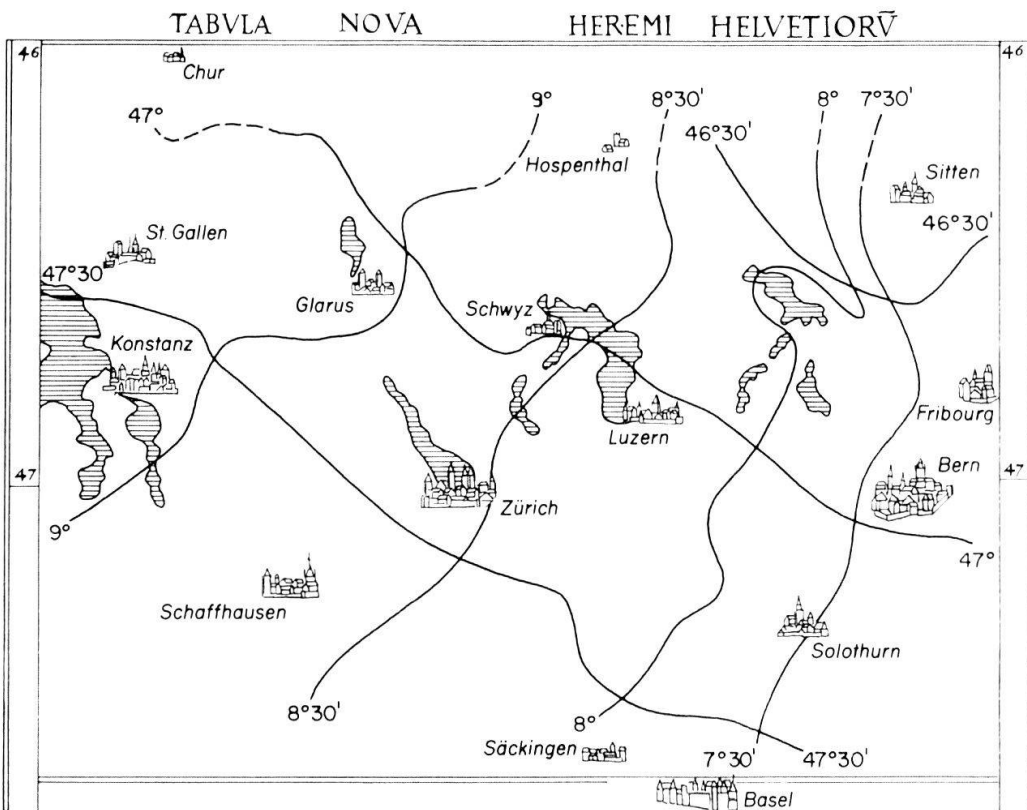 TABVLA NOVA HEREMI HELVETIORV̄
46 46
Chur
47° 9° 8°30' 46°30' 8° 7°30'
Hospenthal
Sitten
St. Gallen
46°30'
47°30'
Glarus
Schwyz
Konstanz
Luzern
Fribourg
Bern
47 47
Zürich
9°
47°
Schaffhausen
Solothurn
8°30'
8°
Säckingen
7°30'
47°30'
Basel